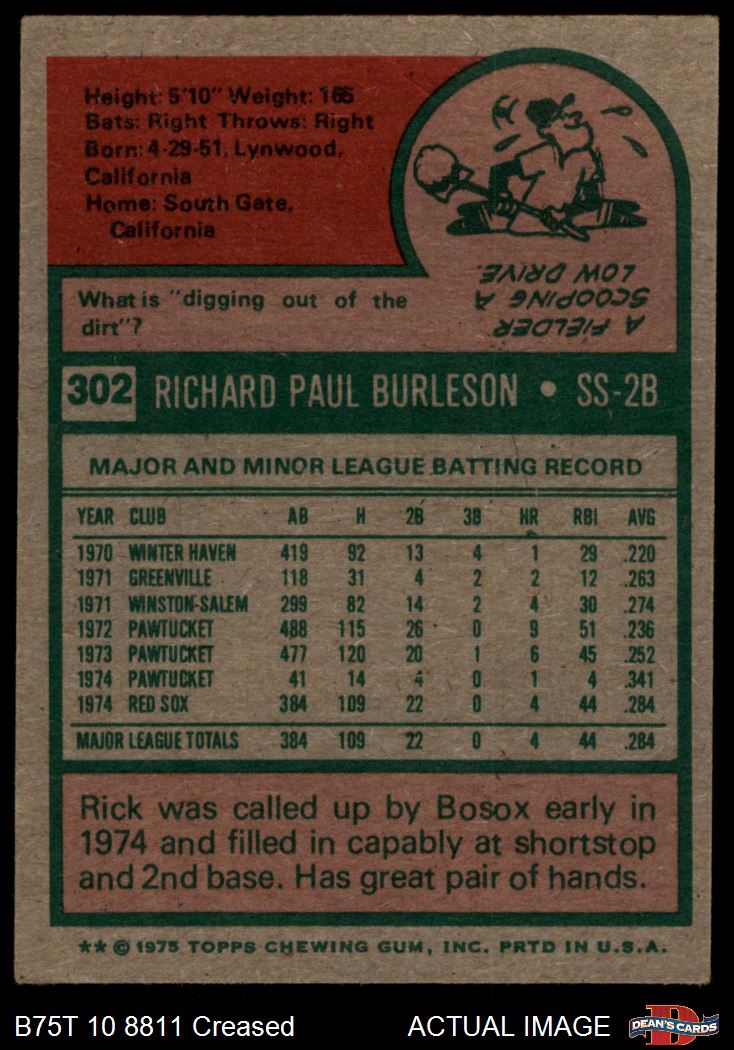 Height: 5'10" Weight: 165
Bats: Right Throws: Right
Born: 4-29-51, Lynwood,
California
Home: South Gate,
California
What is "digging out of the
dirt"?
A FIELDER
SCOOPING A
LOW DRIVE.
302 RICHARD PAUL BURLESON • SS-2B
MAJOR AND MINOR LEAGUE BATTING RECORD
YEAR CLUB AB H 2B 3B HR RBI AVG
1970 WINTER HAVEN 419 92 13 4 1 29 .220
1971 GREENVILLE 118 31 4 2 2 12 .263
1971 WINSTON-SALEM 299 82 14 2 4 30 .274
1972 PAWTUCKET 488 115 26 0 9 51 .236
1973 PAWTUCKET 477 120 20 1 6 45 .252
1974 PAWTUCKET 41 14 4 0 1 4 .341
1974 RED SOX 384 109 22 0 4 44 .284
MAJOR LEAGUE TOTALS 384 109 22 0 4 44 .284
Rick was called up by Bosox early in
1974 and filled in capably at shortstop
and 2nd base. Has great pair of hands.
** © 1975 TOPPS CHEWING GUM, INC. PRTD IN U.S.A.
B75T 10 8811 Creased ACTUAL IMAGE DEAN'S CARDS